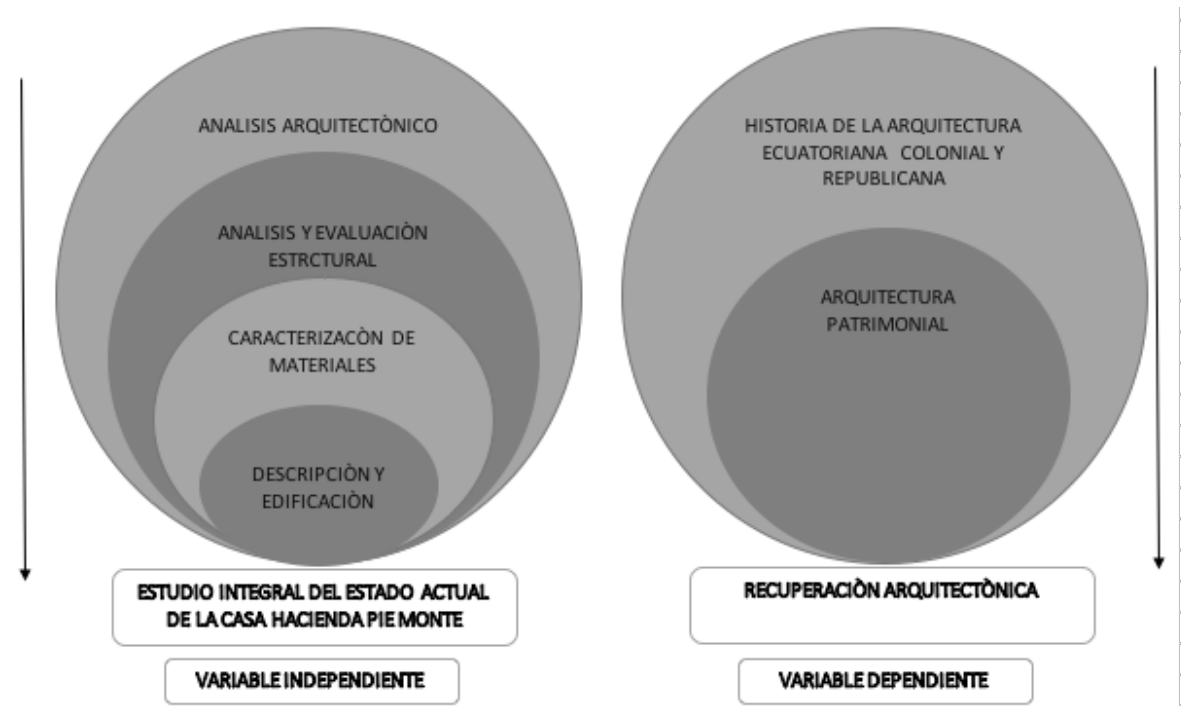 ANALISIS ARQUITECTÒNICO
ANALISIS Y EVALUACIÒN
ESTRCTURAL
CARACTERIZACÒN DE
MATERIALES
DESCRIPCIÒN Y
EDIFICACIÒN
ESTUDIO INTEGRAL DEL ESTADO ACTUAL
DE LA CASA HACIENDA PIE MONTE
VARIABLE INDEPENDIENTE
HISTORIA DE LA ARQUITECTURA
ECUATORIANA COLONIAL Y
REPUBLICANA
ARQUITECTURA
PATRIMONIAL
RECUPERACIÒN ARQUITECTÒNICA
VARIABLE DEPENDIENTE